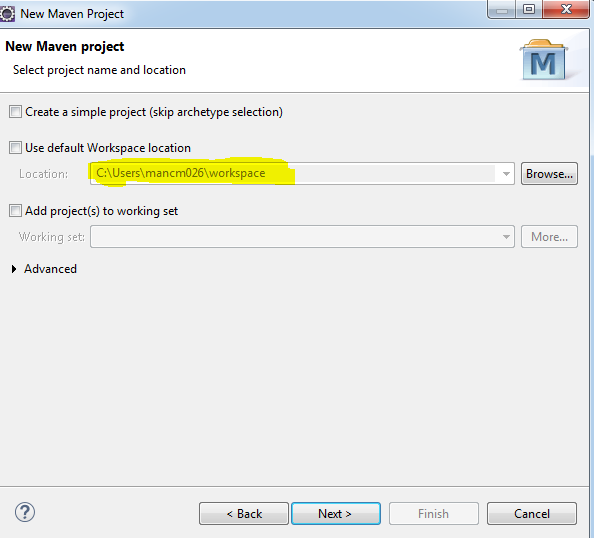 New Maven Project
New Maven project
Select project name and location
M
Create a simple project (skip archetype selection)
Use default Workspace location
Location: C:\Users\mancm026\workspace Browse...
Add project(s) to working set
Working set: More...
Advanced
? < Back Next > Finish Cancel